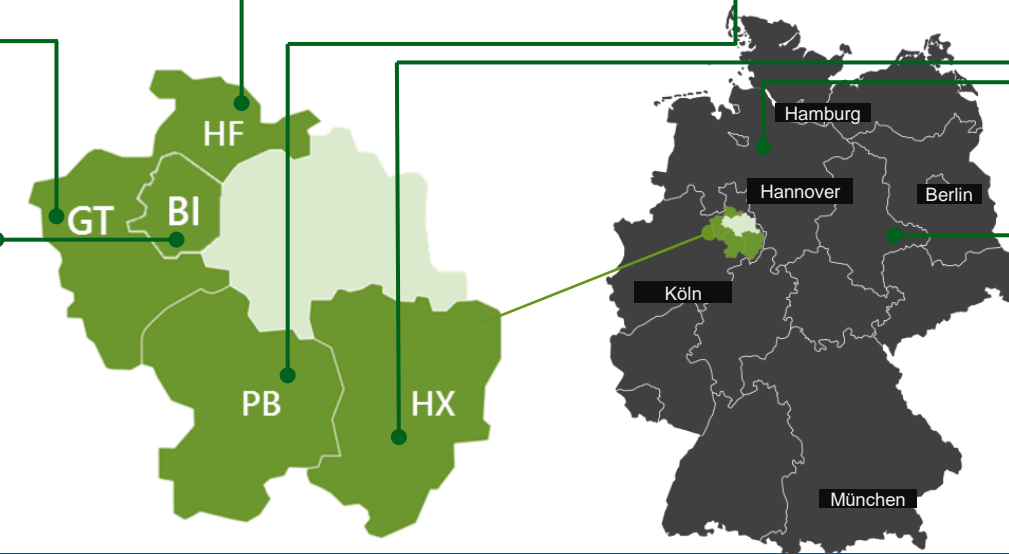 HF
GT
BI
PB
HX
Hamburg
Hannover
Berlin
Köln
München